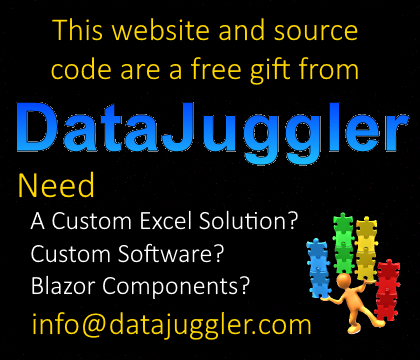 This website and source
code are a free gift from
DataJuggler
Need
A Custom Excel Solution?
Custom Software?
Blazor Components?
info@datajuggler.com